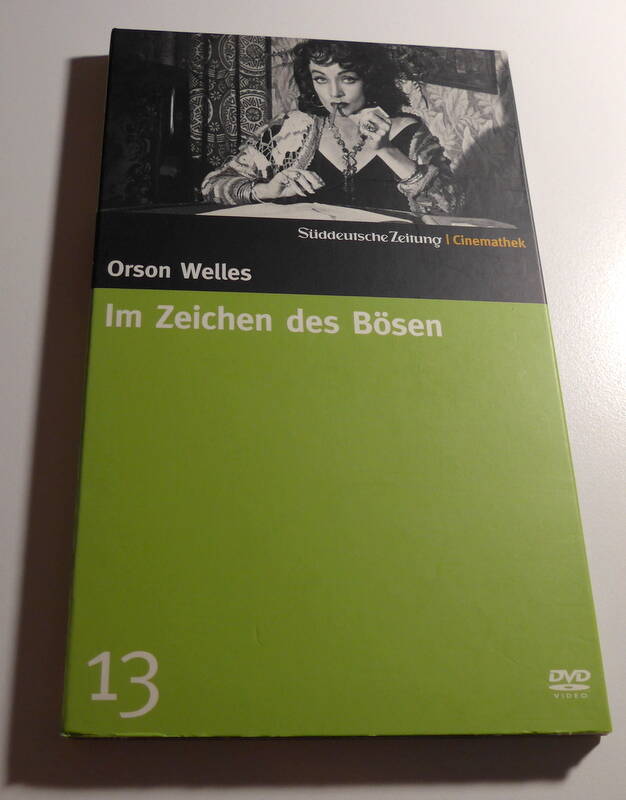 Süddeutsche Zeitung | Cinemathek
Orson Welles
Im Zeichen des Bösen
13
DVD
VIDEO